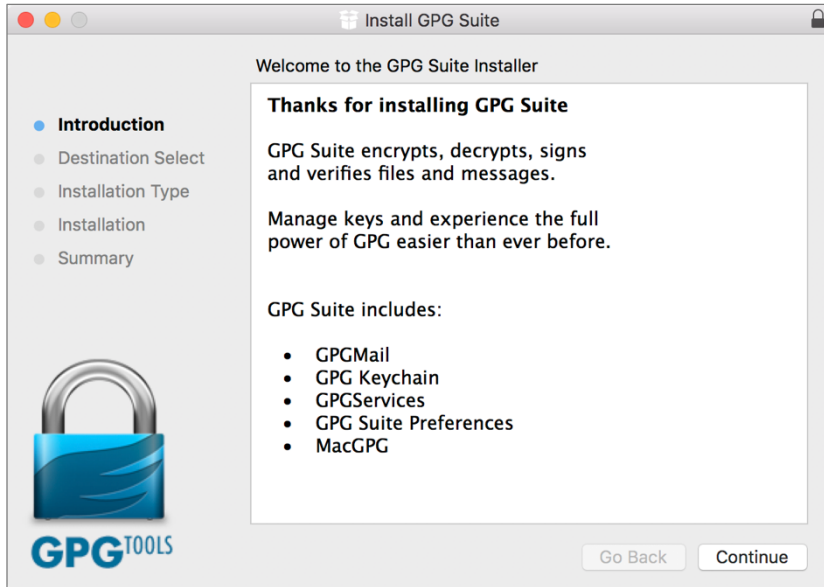 Install GPG Suite
Welcome to the GPG Suite Installer
Introduction
Destination Select
Installation Type
Installation
Summary
Thanks for installing GPG Suite
GPG Suite encrypts, decrypts, signs
and verifies files and messages.
Manage keys and experience the full
power of GPG easier than ever before.
GPG Suite includes:
• GPGMail
• GPG Keychain
• GPGServices
• GPG Suite Preferences
• MacGPG
GPGTOOLS
Go Back
Continue